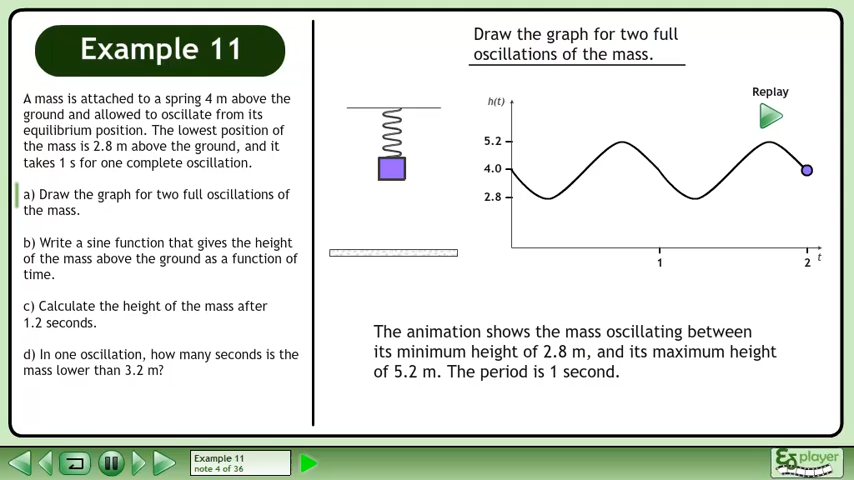 Example 11
A mass is attached to a spring 4 m above the
ground and allowed to oscillate from its
equilibrium position. The lowest position of
the mass is 2.8 m above the ground, and it
takes 1 s for one complete oscillation.
a) Draw the graph for two full oscillations of
the mass.
b) Write a sine function that gives the height
of the mass above the ground as a function of
time.
c) Calculate the height of the mass after
1.2 seconds.
d) In one oscillation, how many seconds is the
mass lower than 3.2 m?
Draw the graph for two full
oscillations of the mass.
Replay
h(t)
5.2
4.0
2.8
1
2
t
The animation shows the mass oscillating between
its minimum height of 2.8 m, and its maximum height
of 5.2 m. The period is 1 second.
Example 11
note 4 of 36
player